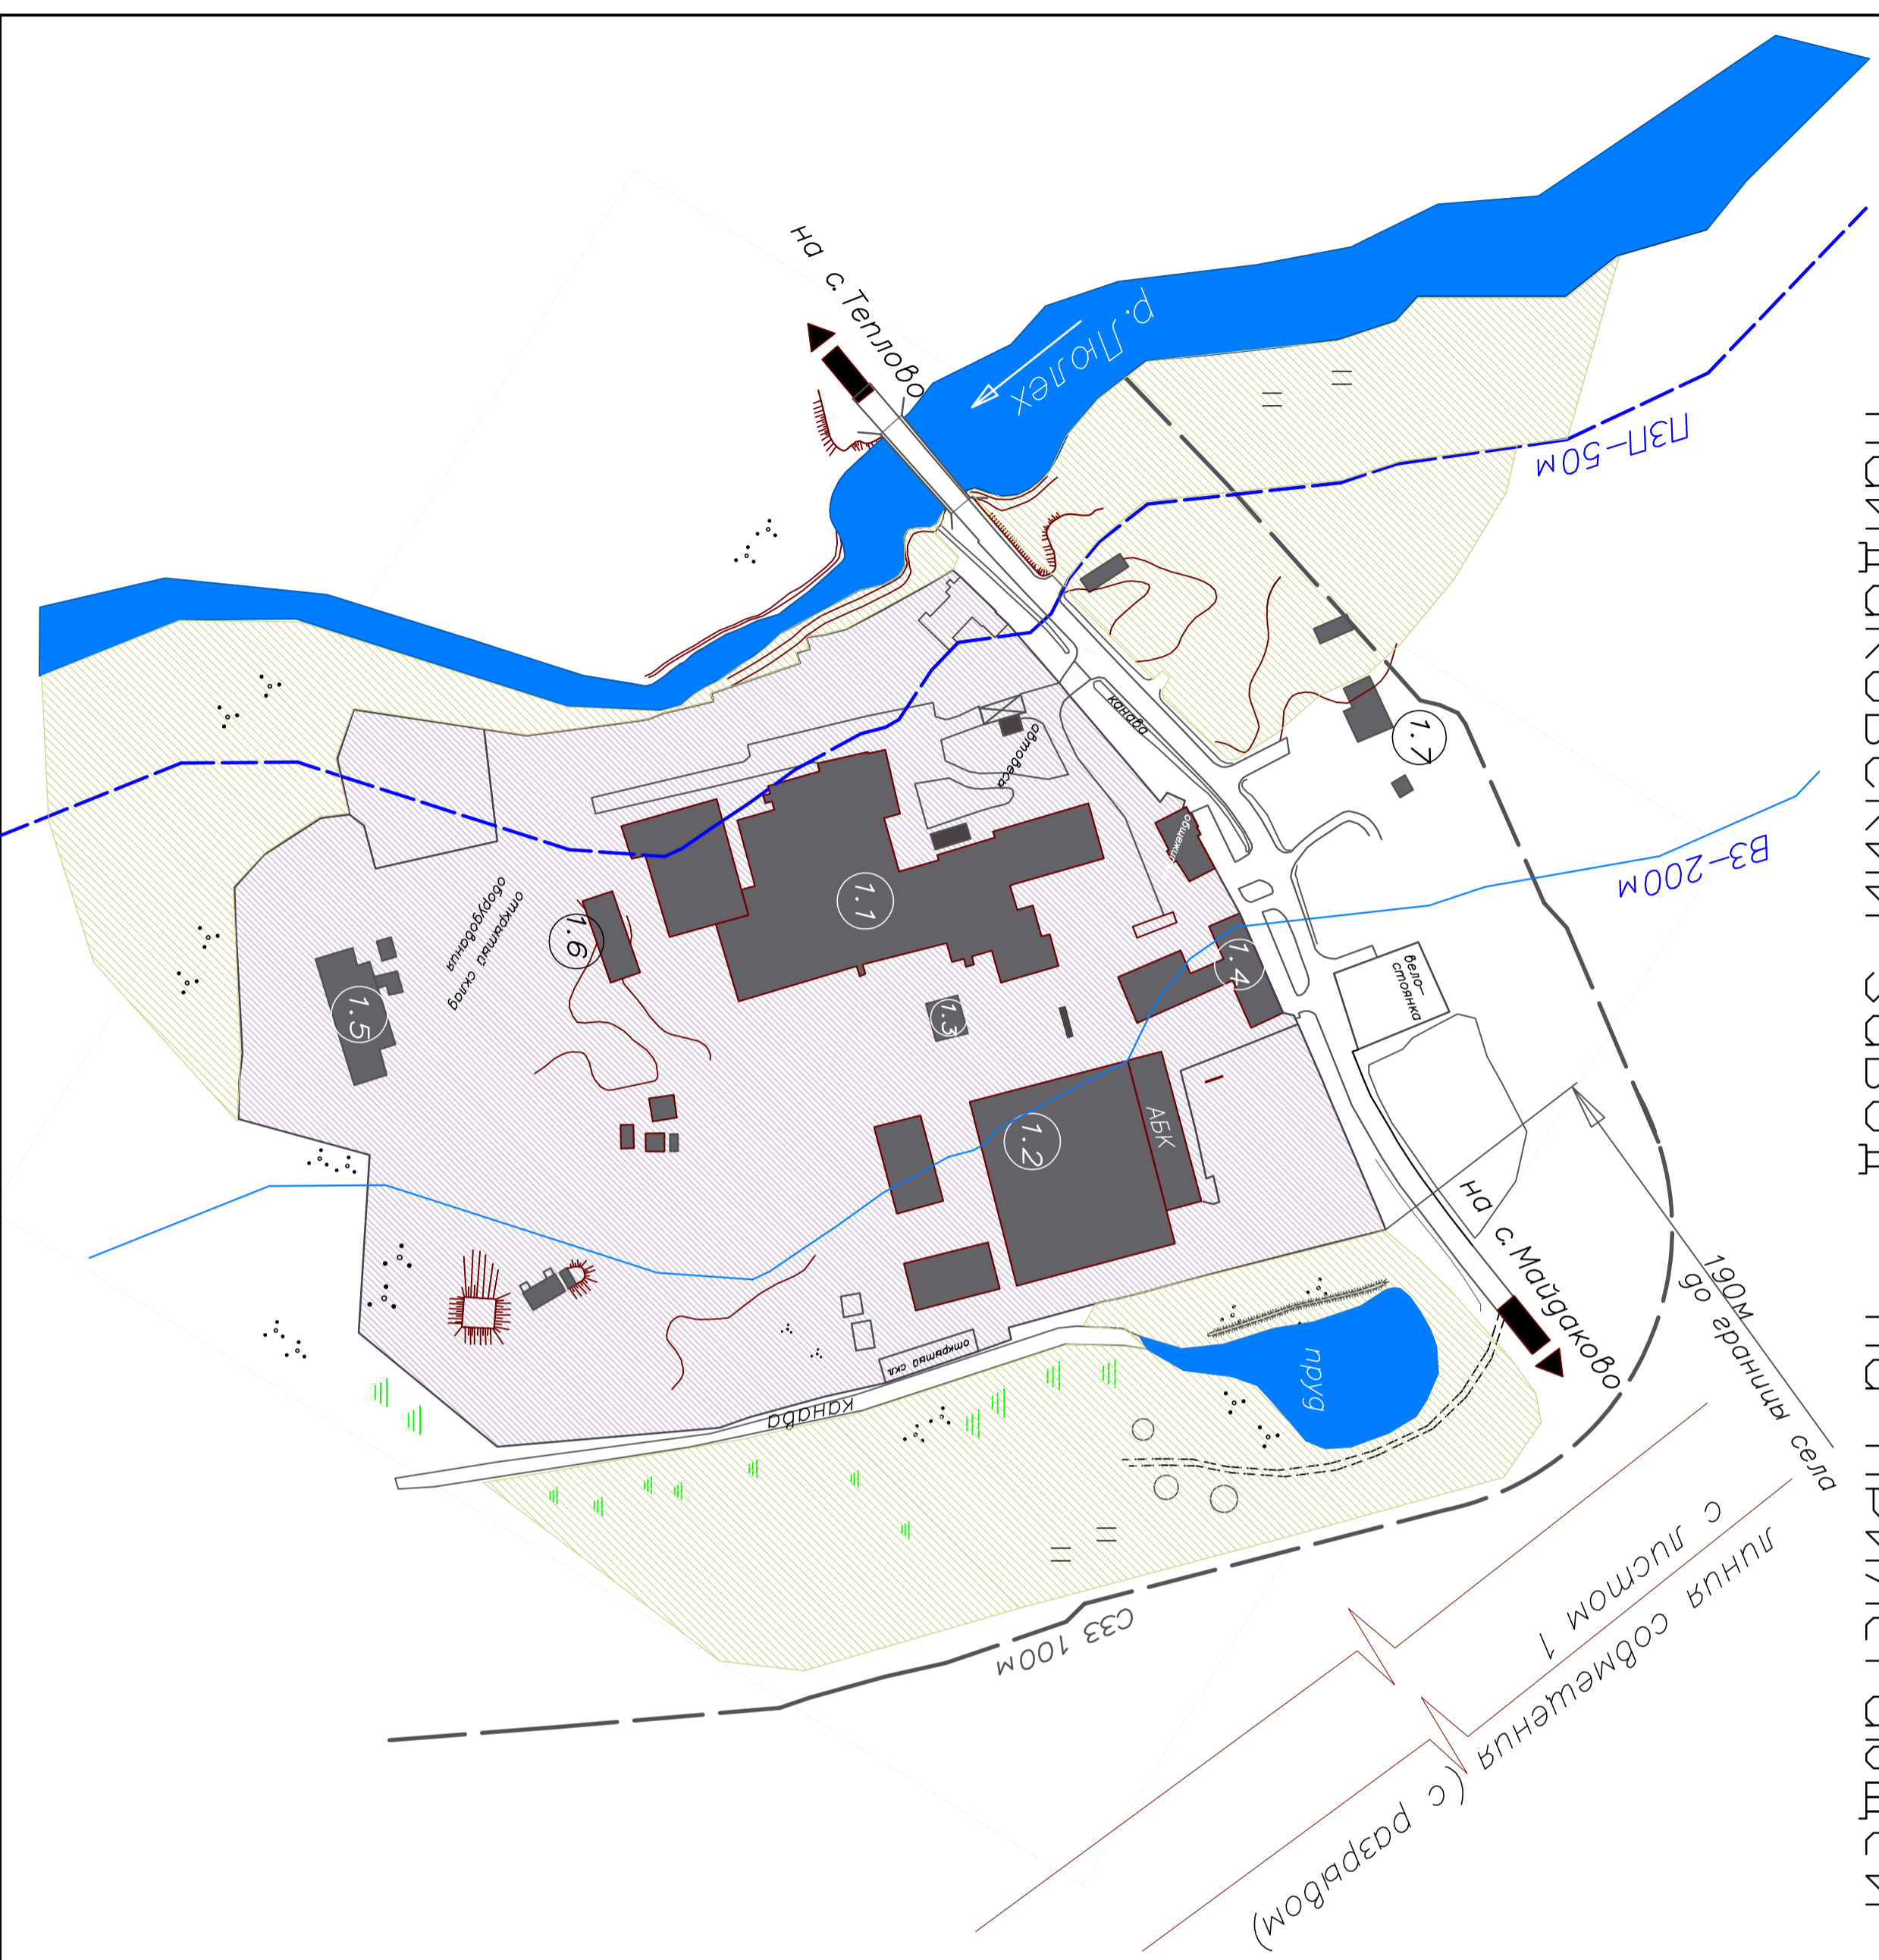 на с. Теплово
р. Люлех
ПЗП-50м
канава
автовесы
1.7
ВЗ-200м
общежит
1.1
1.4
вело-
стоянка
открытый склад
оборудования
1.6
1.5
1.3
1.2
АБК
на с. Майдаково
190м
до границы села
пруд
открытый скл.
канава
СЗЗ 100м
линия совмещения
с листом 1
(с разрывом)